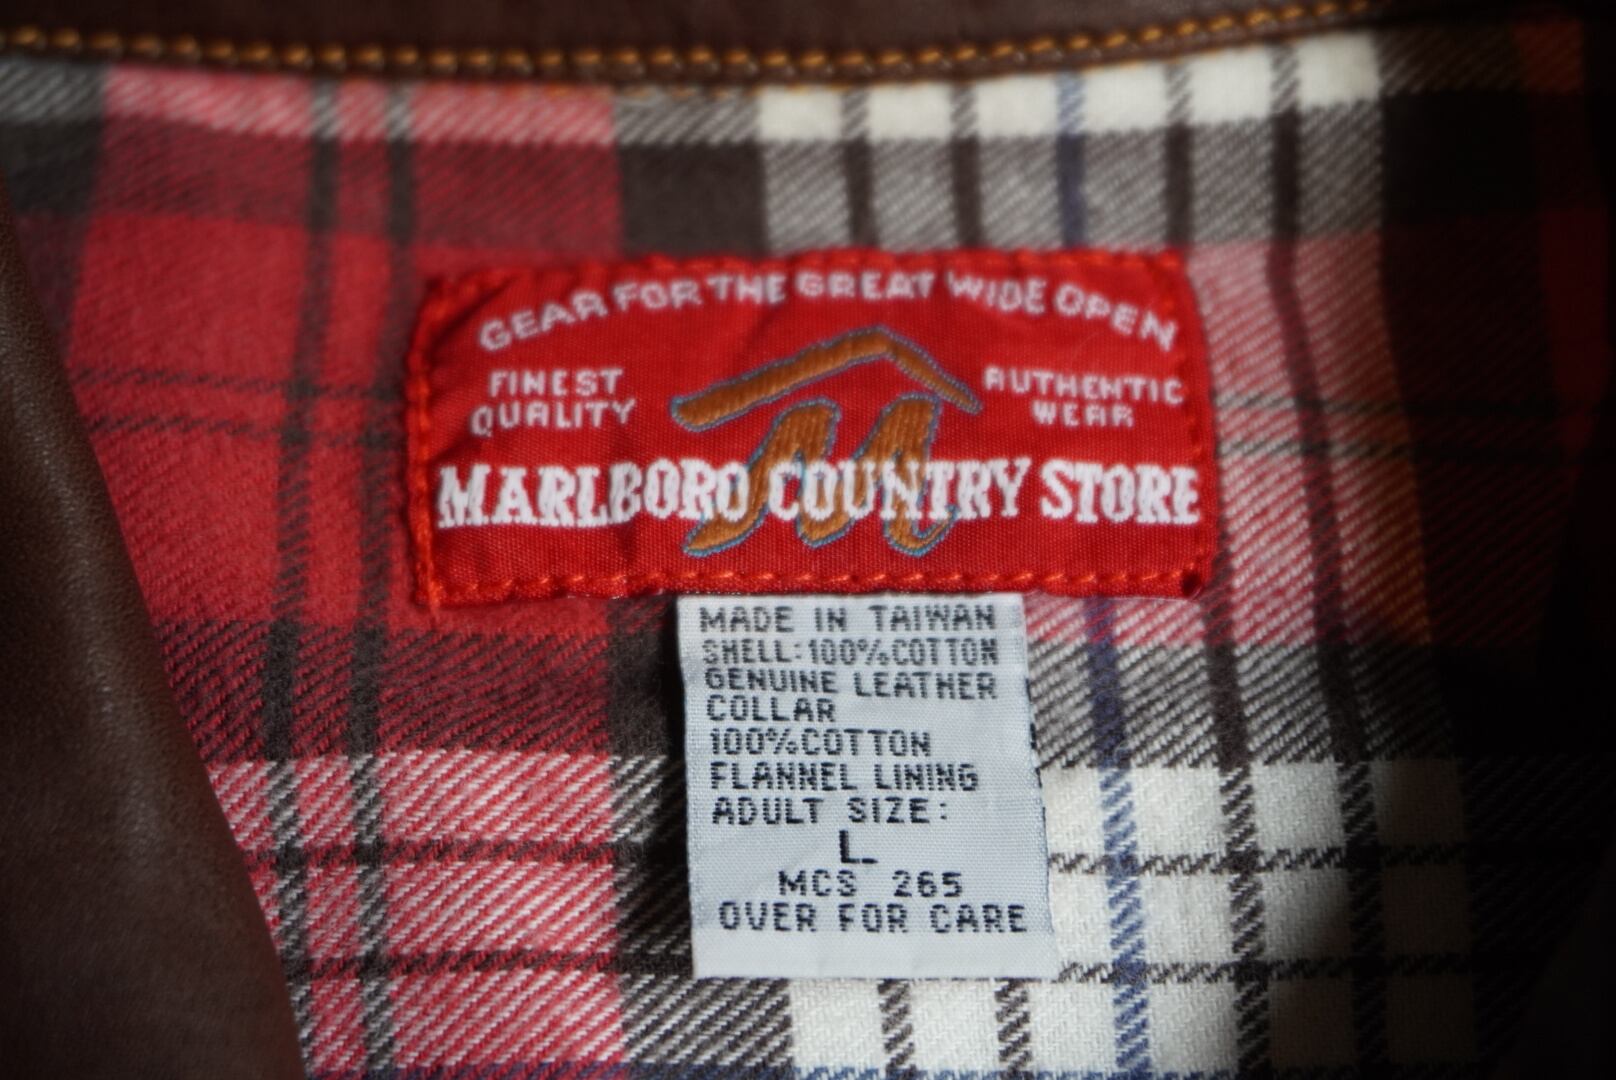 GEAR FOR THE GREAT WIDE OPEN
FINEST
QUALITY
AUTHENTIC
WEAR
M
MARLBORO COUNTRY STORE
MADE IN TAIWAN
SHELL:100%COTTON
GENUINE LEATHER
COLLAR
100%COTTON
FLANNEL LINING
ADULT SIZE:
L
MCS 265
OVER FOR CARE